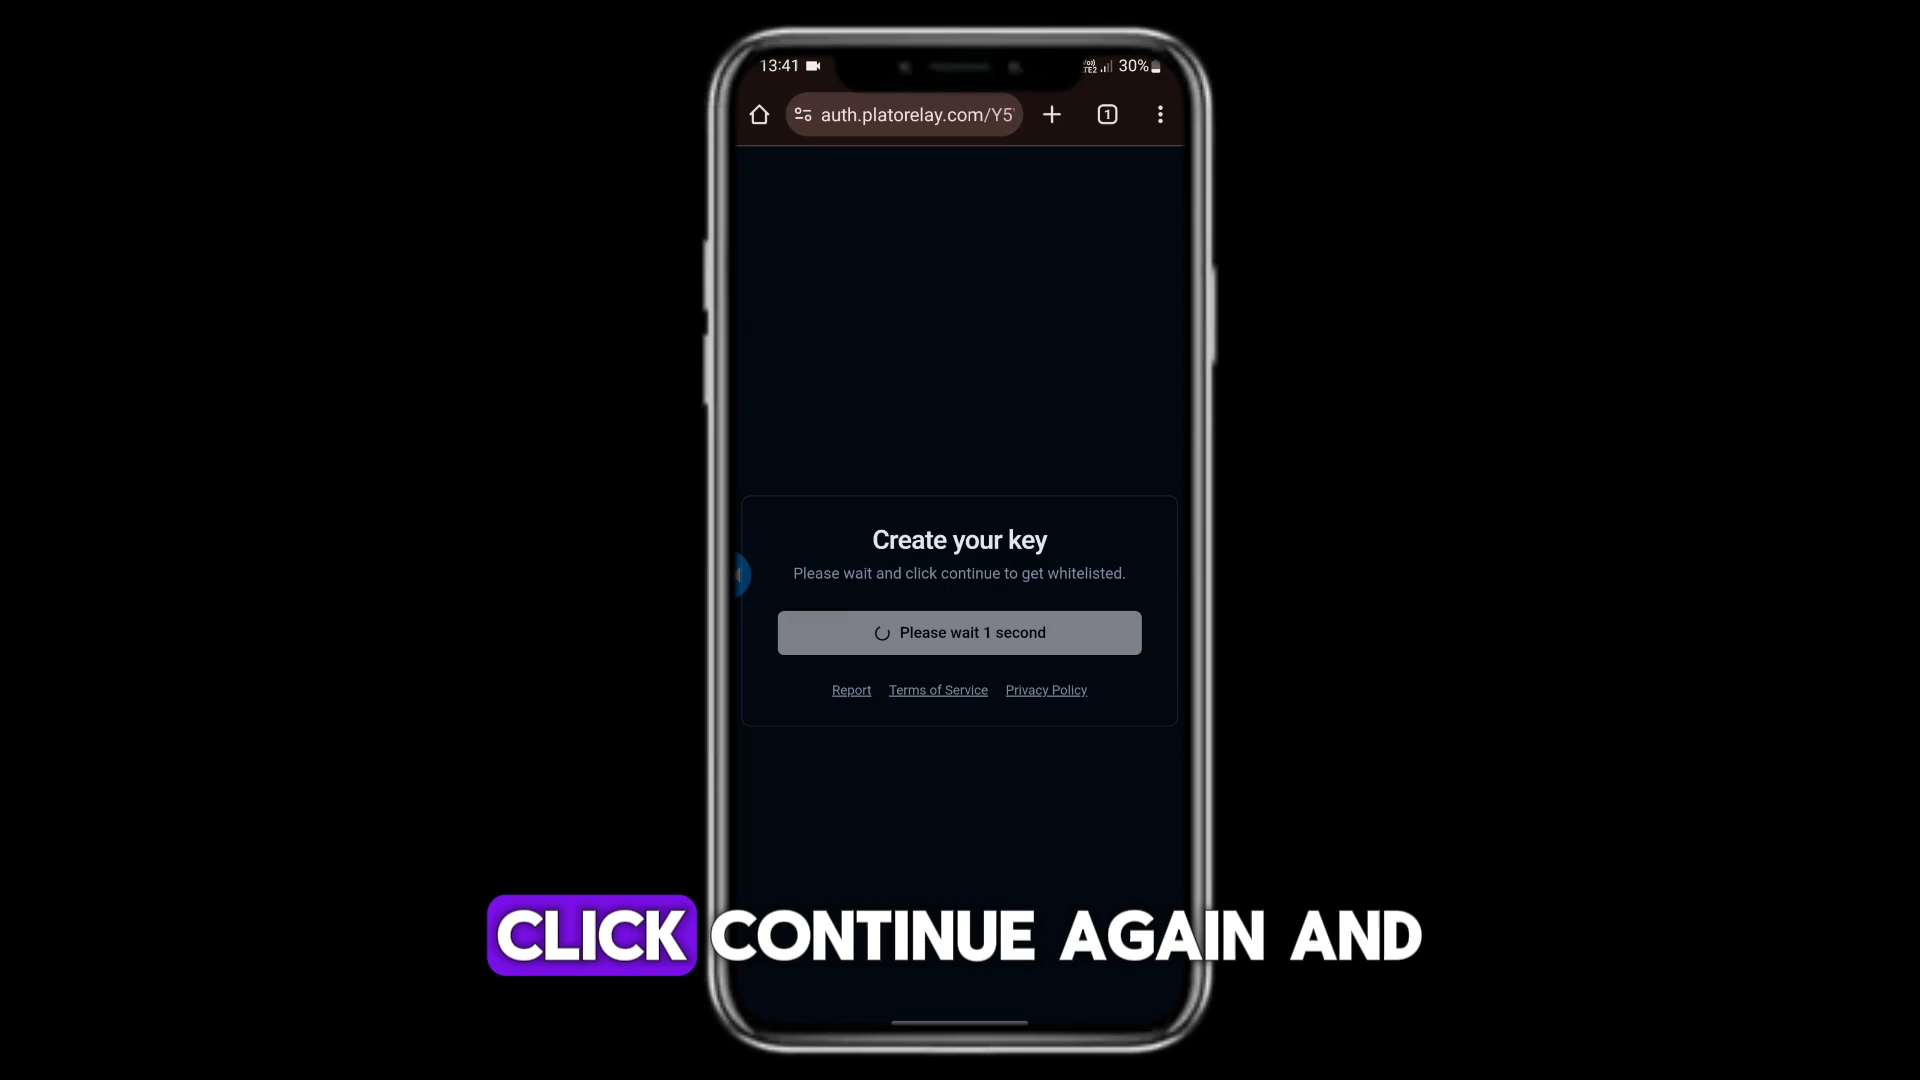 13:41
30%
auth.platorelay.com/Y5
1
Create your key
Please wait and click continue to get whitelisted.
Please wait 1 second
Report Terms of Service Privacy Policy
CLICK CONTINUE AGAIN AND